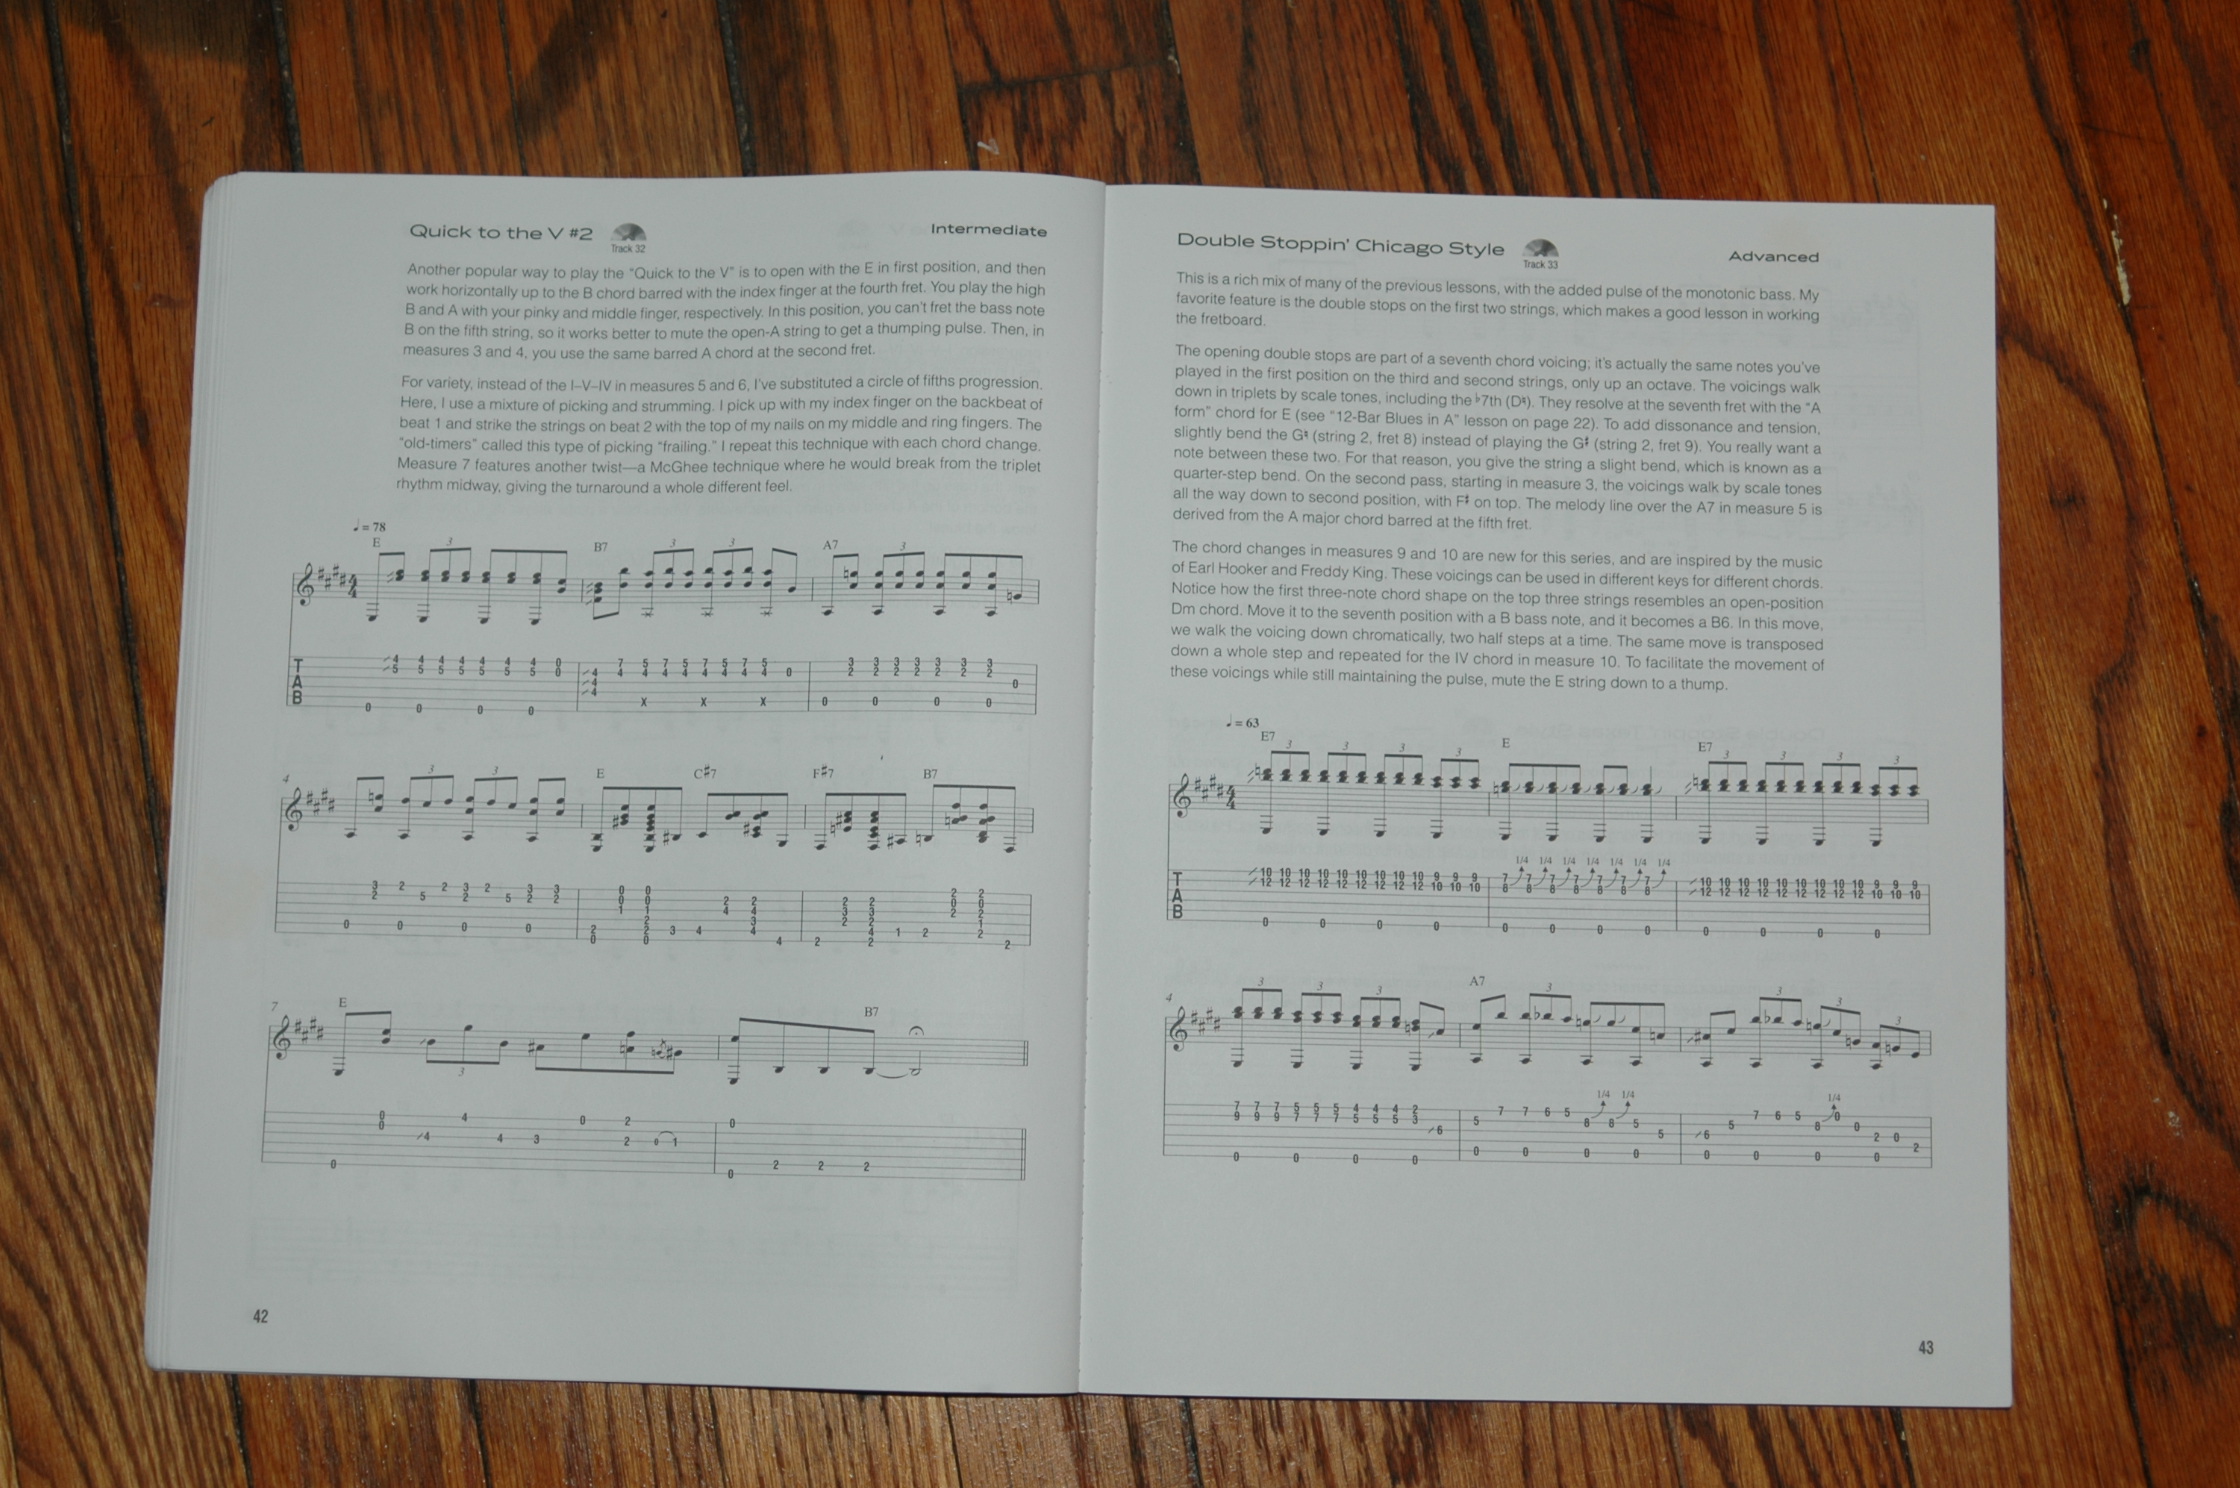 Quick to the V #2
Track 32
Intermediate
Another popular way to play the "Quick to the V" is to open with the E in first position, and then
work horizontally up to the B chord barred with the index finger at the fourth fret. You play the high
B and A with your pinky and middle finger, respectively. In this position, you can't fret the bass note
B on the fifth string, so it works better to mute the open-A string to get a thumping pulse. Then, in
measures 3 and 4, you use the same barred A chord at the second fret.
For variety, instead of the I–V–IV in measures 5 and 6, I've substituted a circle of fifths progression.
Here, I use a mixture of picking and strumming. I pick up with my index finger on the backbeat of
beat 1 and strike the strings on beat 2 with the top of my nails on my middle and ring fingers. The
"old-timers" called this type of picking "frailing." I repeat this technique with each chord change.
Measure 7 features another twist—a McGhee technique where he would break from the triplet
rhythm midway, giving the turnaround a whole different feel.
♩ = 78
E B7 A7
T
A
B
4
E C♯7 F♯7 B7
7
E B7
42
Double Stoppin' Chicago Style
Track 33
Advanced
This is a rich mix of many of the previous lessons, with the added pulse of the monotonic bass. My
favorite feature is the double stops on the first two strings, which makes a good lesson in working
the fretboard.
The opening double stops are part of a seventh chord voicing; it's actually the same notes you've
played in the first position on the third and second strings, only up an octave. The voicings walk
down in triplets by scale tones, including the ♭7th (D♮). They resolve at the seventh fret with the "A
form" chord for E (see "12-Bar Blues in A" lesson on page 22). To add dissonance and tension,
slightly bend the G♮ (string 2, fret 8) instead of playing the G♯ (string 2, fret 9). You really want a
note between these two. For that reason, you give the string a slight bend, which is known as a
quarter-step bend. On the second pass, starting in measure 3, the voicings walk by scale tones
all the way down to second position, with F♯ on top. The melody line over the A7 in measure 5 is
derived from the A major chord barred at the fifth fret.
The chord changes in measures 9 and 10 are new for this series, and are inspired by the music
of Earl Hooker and Freddy King. These voicings can be used in different keys for different chords.
Notice how the first three-note chord shape on the top three strings resembles an open-position
Dm chord. Move it to the seventh position with a B bass note, and it becomes a B6. In this move,
we walk the voicing down chromatically, two half steps at a time. The same move is transposed
down a whole step and repeated for the IV chord in measure 10. To facilitate the movement of
these voicings while still maintaining the pulse, mute the E string down to a thump.
♩ = 63
E7 E E7
1/4 1/4 1/4 1/4 1/4 1/4 1/4
T
A
B
4
A7
1/4 1/4 1/4
43